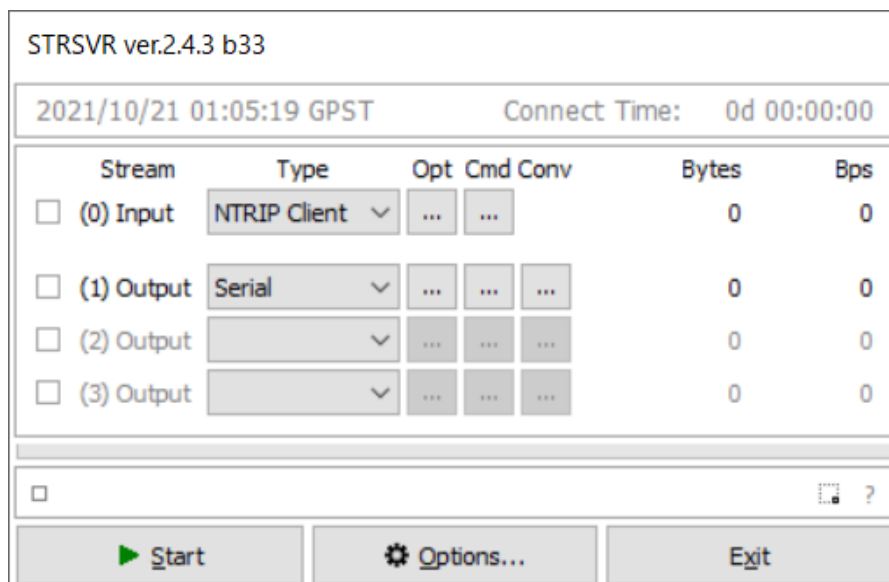 STRSVR ver.2.4.3 b33
2021/10/21 01:05:19 GPST Connect Time: 0d 00:00:00
Stream Type Opt Cmd Conv Bytes Bps
(0) Input NTRIP Client ... ... 0 0
(1) Output Serial ... ... ... 0 0
(2) Output ... ... ... 0 0
(3) Output ... ... ... 0 0
?
Start Options... Exit